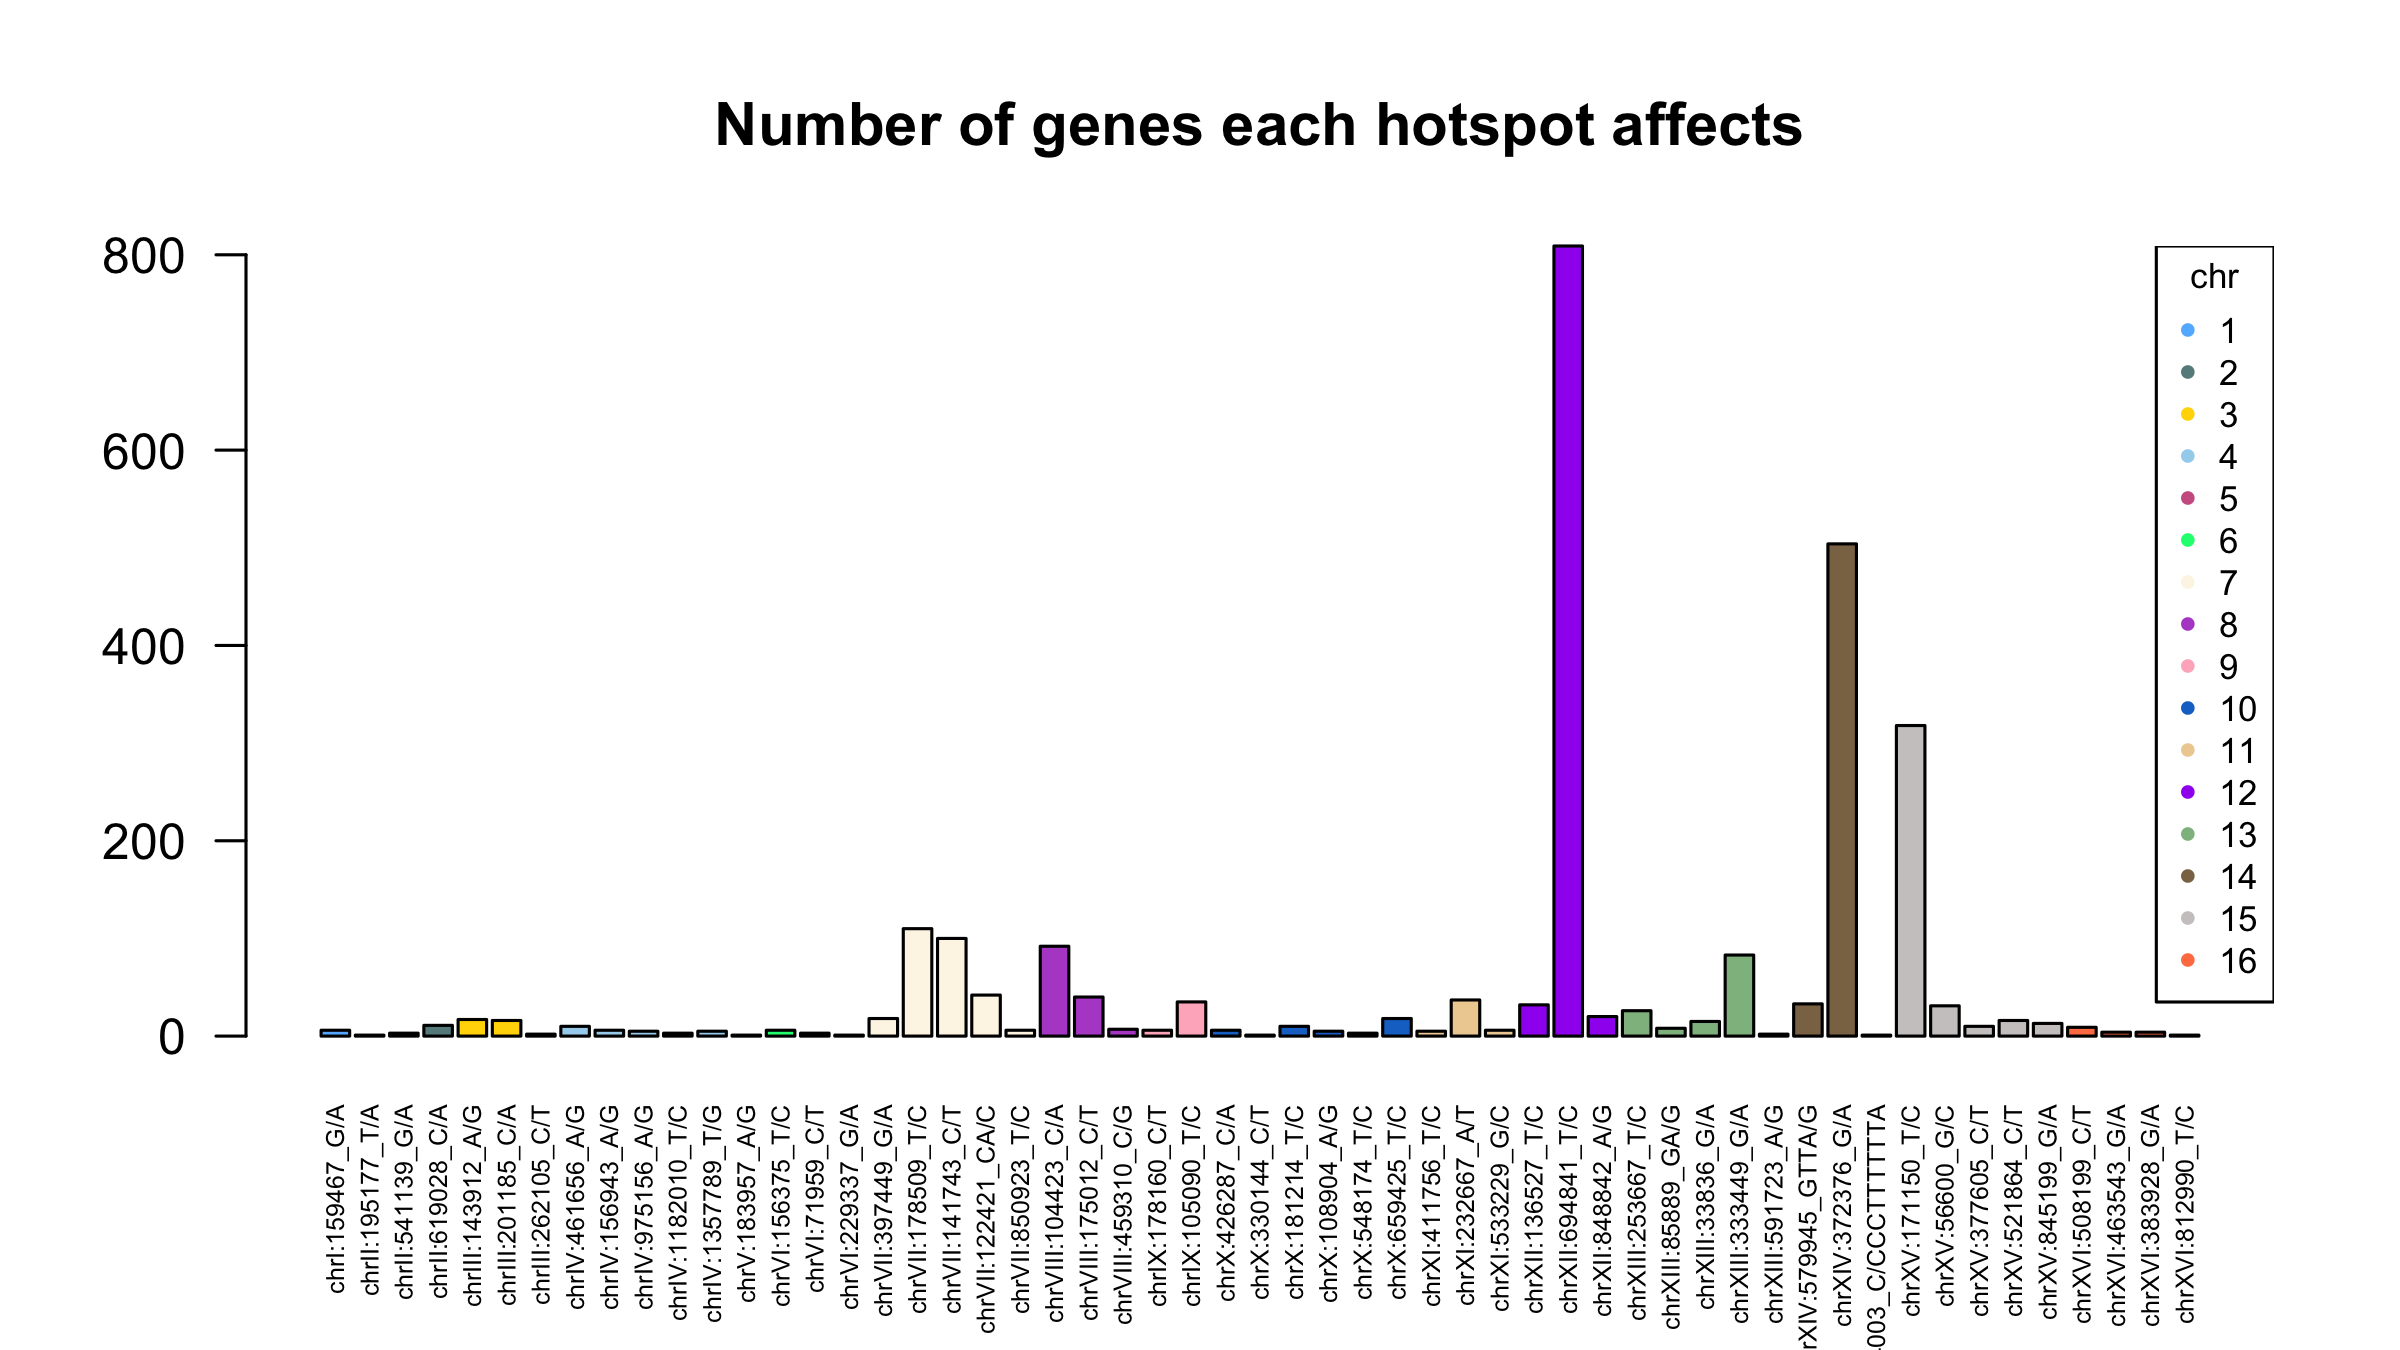 Number of genes each hotspot affects
800
600
400
200
0
chr
1
2
3
4
5
6
7
8
9
10
11
12
13
14
15
16
chrI:159467_G/A
chrII:195177_T/A
chrII:541139_G/A
chrII:619028_C/A
chrIII:143912_A/G
chrIII:201185_C/A
chrIII:262105_C/T
chrIV:461656_A/G
chrIV:156943_A/G
chrIV:975156_A/G
chrIV:1182010_T/C
chrIV:1357789_T/G
chrV:183957_A/G
chrVI:156375_T/C
chrVI:71959_C/T
chrVI:229337_G/A
chrVII:397449_G/A
chrVII:178509_T/C
chrVII:141743_C/T
chrVII:122421_CA/C
chrVII:850923_T/C
chrVIII:104423_C/A
chrVIII:175012_C/T
chrVIII:459310_C/G
chrIX:178160_C/T
chrIX:105090_T/C
chrX:426287_C/A
chrX:330144_C/T
chrX:181214_T/C
chrX:108904_A/G
chrX:548174_T/C
chrX:659425_T/C
chrXI:411756_T/C
chrXI:232667_A/T
chrXI:533229_G/C
chrXII:136527_T/C
chrXII:694841_T/C
chrXII:848842_A/G
chrXIII:253667_T/C
chrXIII:85889_GA/G
chrXIII:33836_G/A
chrXIII:333449_G/A
chrXIII:591723_A/G
rXIV:579945_GTTA/G
chrXIV:372376_G/A
003_C/CCCTTTTTA
chrXV:171150_T/C
chrXV:56600_G/C
chrXV:377605_C/T
chrXV:521864_C/T
chrXV:845199_G/A
chrXVI:508199_C/T
chrXVI:463543_G/A
chrXVI:383928_G/A
chrXVI:812990_T/C